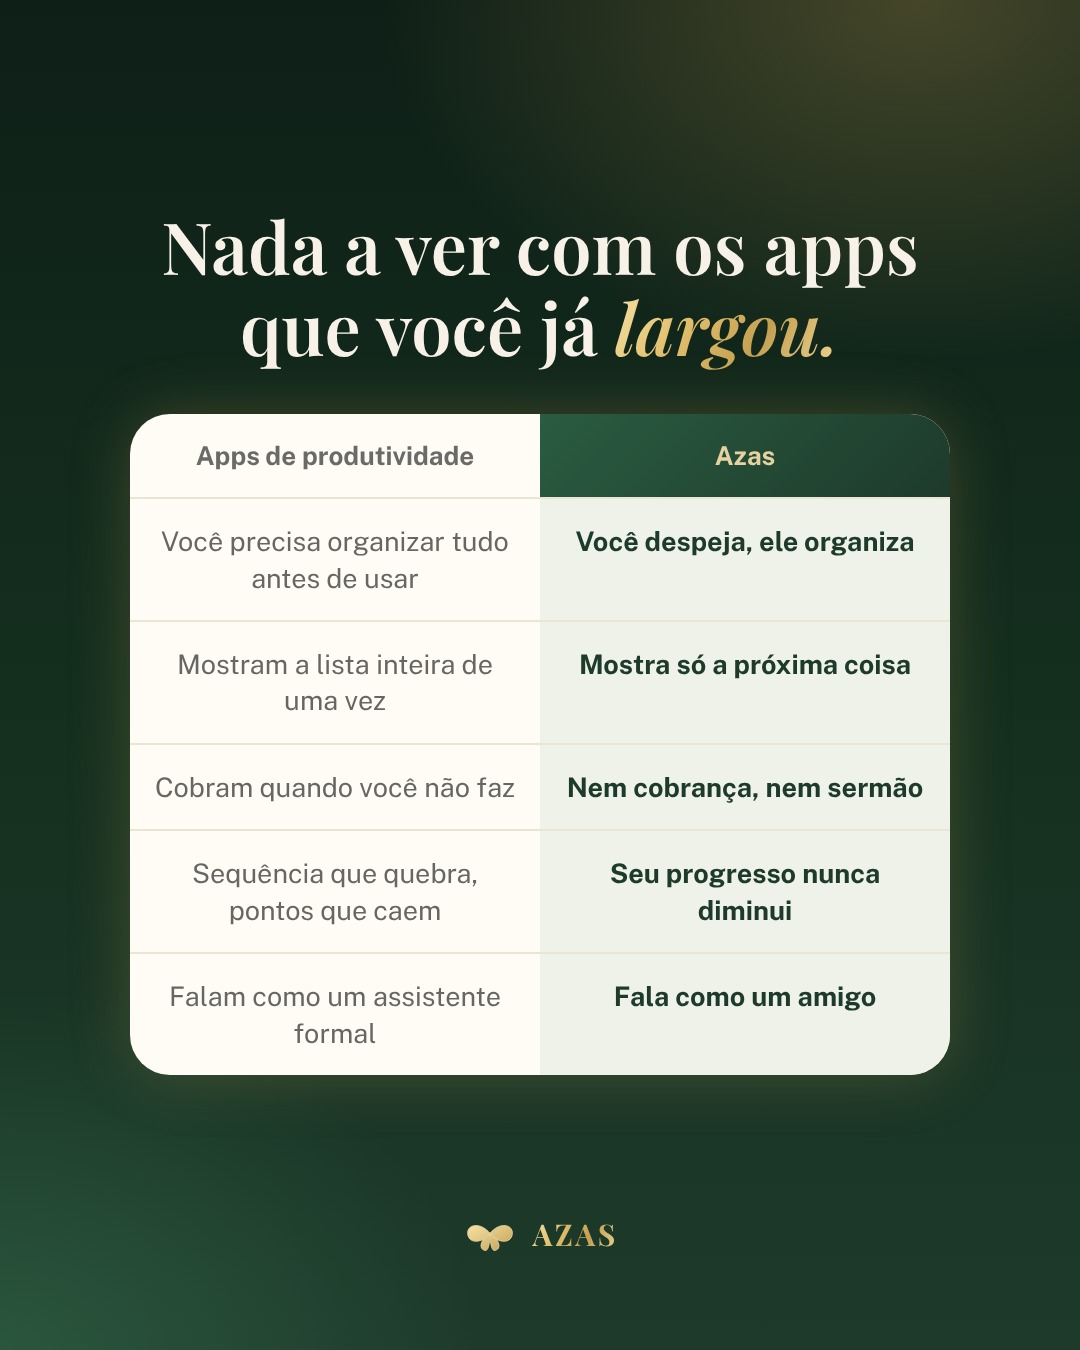 Nada a ver com os apps
que você já largou.
Apps de produtividade
Azas
Você precisa organizar tudo
antes de usar
Você despeja, ele organiza
Mostram a lista inteira de
uma vez
Mostra só a próxima coisa
Cobram quando você não faz
Nem cobrança, nem sermão
Sequência que quebra,
pontos que caem
Seu progresso nunca
diminui
Falam como um assistente
formal
Fala como um amigo
AZAS